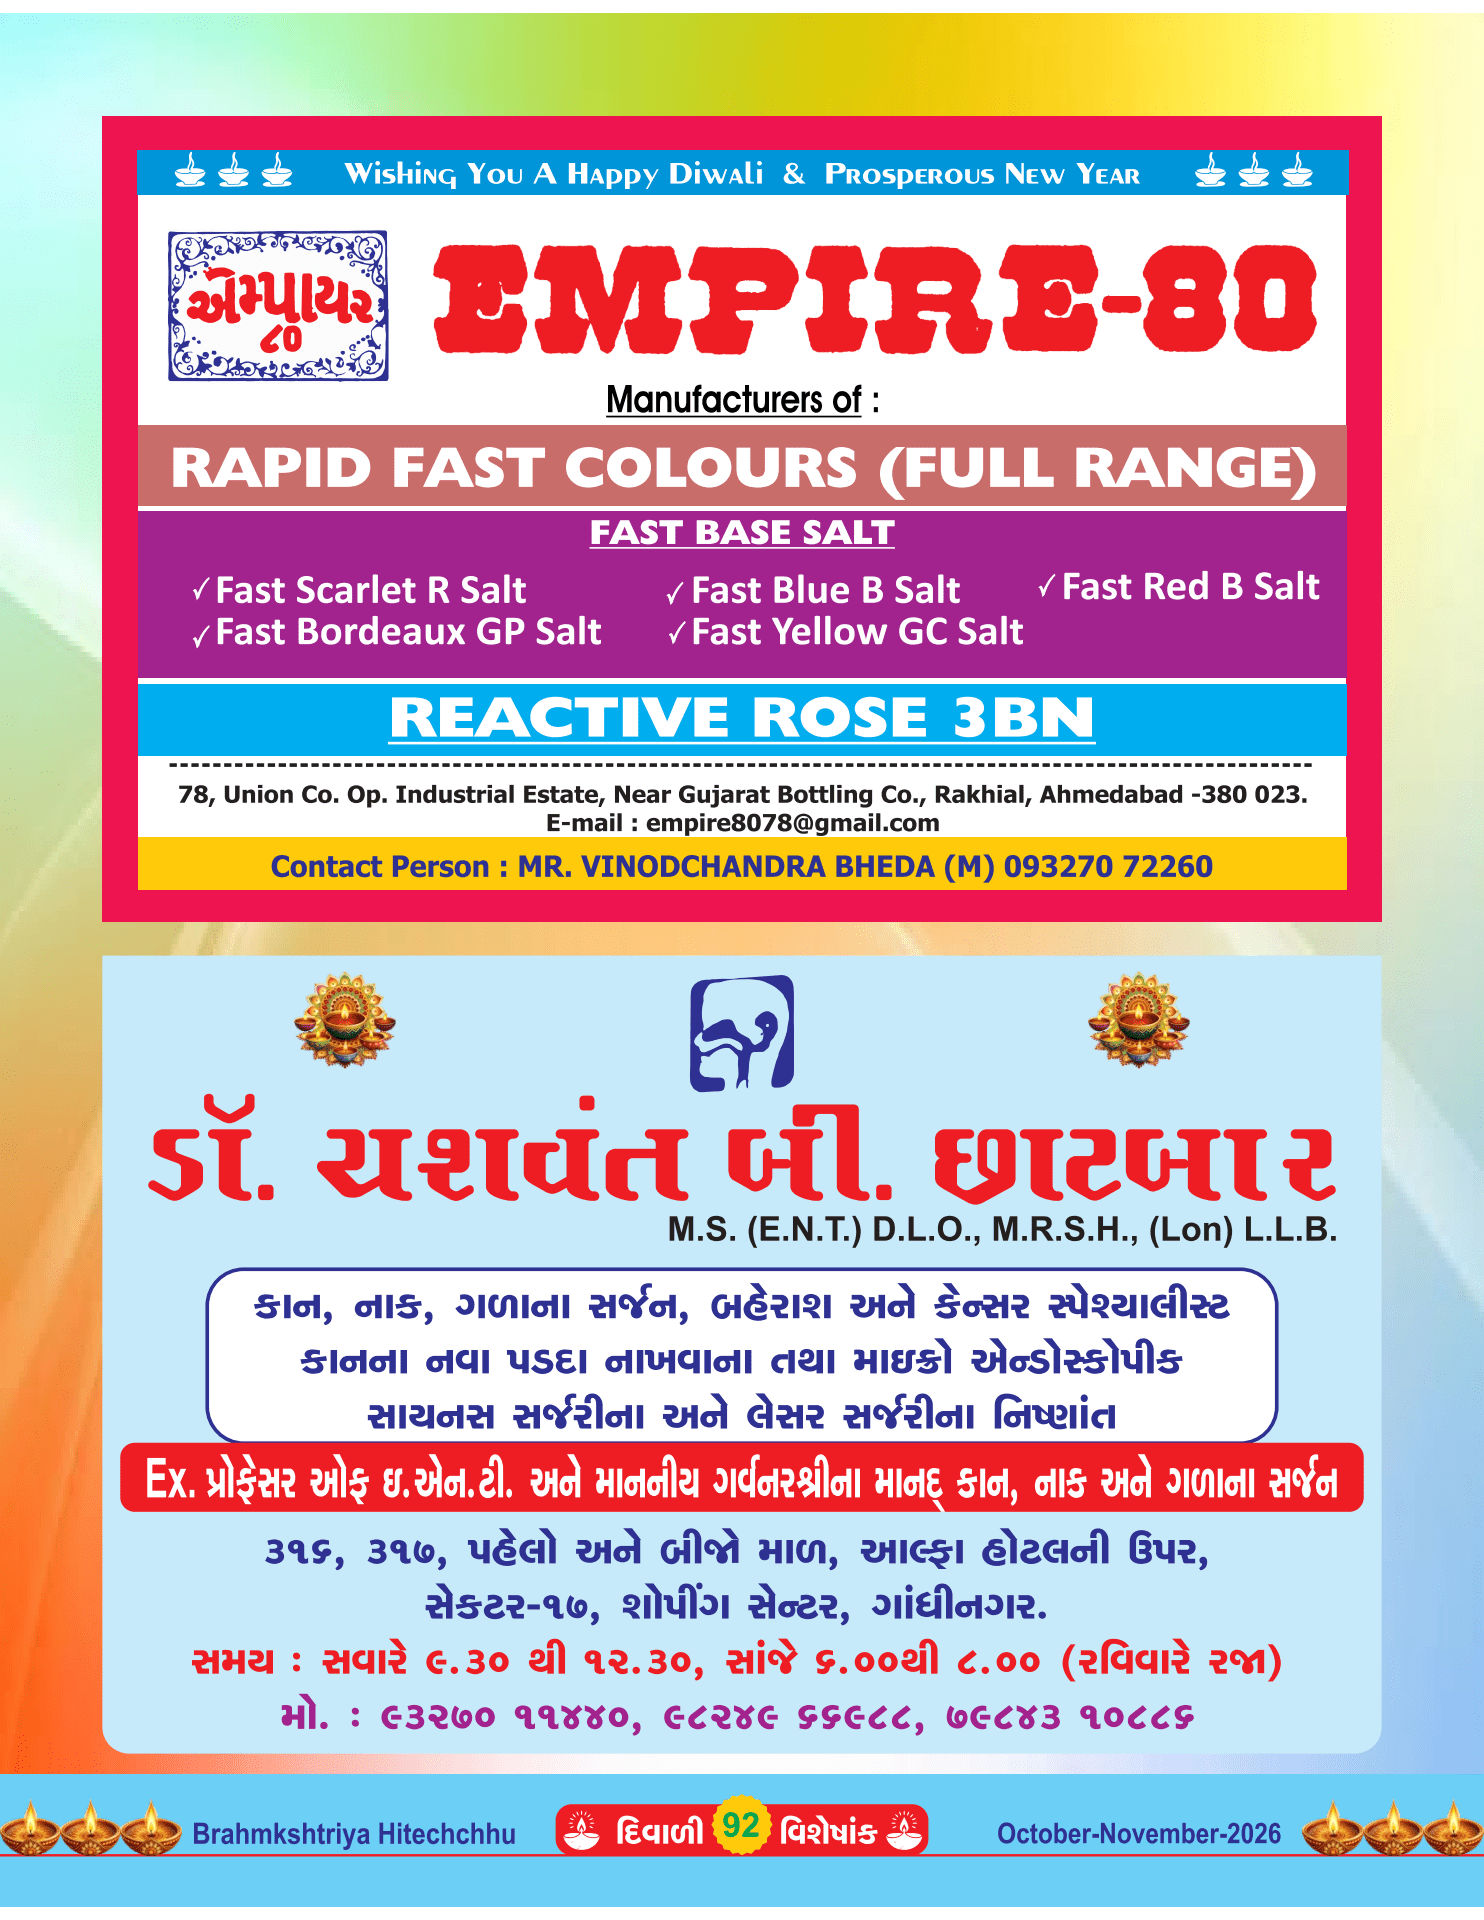 Wishing You A Happy Diwali & Prosperous New Year
એમ્પાયર
૮૦
EMPIRE-80
Manufacturers of :
RAPID FAST COLOURS (FULL RANGE)
FAST BASE SALT
✓Fast Scarlet R Salt ✓Fast Blue B Salt ✓Fast Red B Salt
✓Fast Bordeaux GP Salt ✓Fast Yellow GC Salt
REACTIVE ROSE 3BN
78, Union Co. Op. Industrial Estate, Near Gujarat Bottling Co., Rakhial, Ahmedabad -380 023.
E-mail : empire8078@gmail.com
Contact Person : MR. VINODCHANDRA BHEDA (M) 093270 72260
ડૉ. યશવંત બી. છાટબાર
M.S. (E.N.T.) D.L.O., M.R.S.H., (Lon) L.L.B.
કાન, નાક, ગળાના સર્જન, બહેરાશ અને કેન્સર સ્પેશ્યાલીસ્ટ
કાનના નવા પડદા નાખવાના તથા માઇક્રો એન્ડોસ્કોપીક
સાયનસ સર્જરીના અને લેસર સર્જરીના નિષ્ણાંત
Ex. પ્રોફેસર ઓફ ઇ.એન.ટી. અને માનનીય ગર્વનરશ્રીના માનદ્ કાન, નાક અને ગળાના સર્જન
૩૧૬, ૩૧૭, પહેલો અને બીજો માળ, આલ્ફા હોટલની ઉપર,
સેકટર-૧૭, શોપીંગ સેન્ટર, ગાંધીનગર.
સમય : સવારે ૯.૩૦ થી ૧૨.૩૦, સાંજે ૬.૦૦થી ૮.૦૦ (રવિવારે રજા)
મો. : ૯૩૨૭૦ ૧૧૪૪૦, ૯૮૨૪૯ ૬૬૯૮૮, ૭૯૮૪૩ ૧૦૮૮૬
Brahmkshtriya Hitechchhu દિવાળી 92 વિશેષાંક October-November-2026